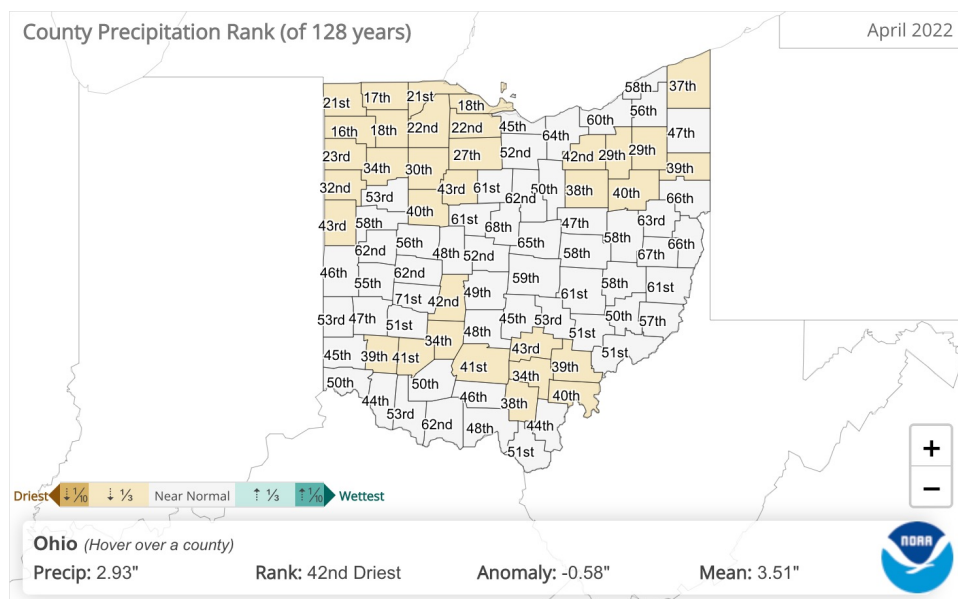 County Precipitation Rank (of 128 years)
April 2022
58th 37th
21st 17th 21st 18th 60th 56th
16th 18th 22nd 22nd 45th 64th 47th
23rd 34th 30th 27th 52nd 42nd 29th 29th 39th
32nd 53rd 43rd 61st 62nd 50th 38th 40th 66th
43rd 58th 40th 61st 68th 47th 58th 63rd
62nd 56th 48th 52nd 65th 58th 67th 66th
46th 55th 62nd 59th 58th 61st
71st 42nd 49th 61st
53rd 47th 51st 48th 45th 53rd 51st 50th 57th
45th 39th 41st 34th 43rd 51st
50th 41st 34th 39th
44th 50th 46th 38th 40th
53rd 62nd 48th 44th
51st
+
−
Driest ⇣ ⅒ ⇣ ⅓ Near Normal ⇡ ⅓ ⇡ ⅒ Wettest
Ohio (Hover over a county)
Precip: 2.93" Rank: 42nd Driest Anomaly: -0.58" Mean: 3.51"
NOAA